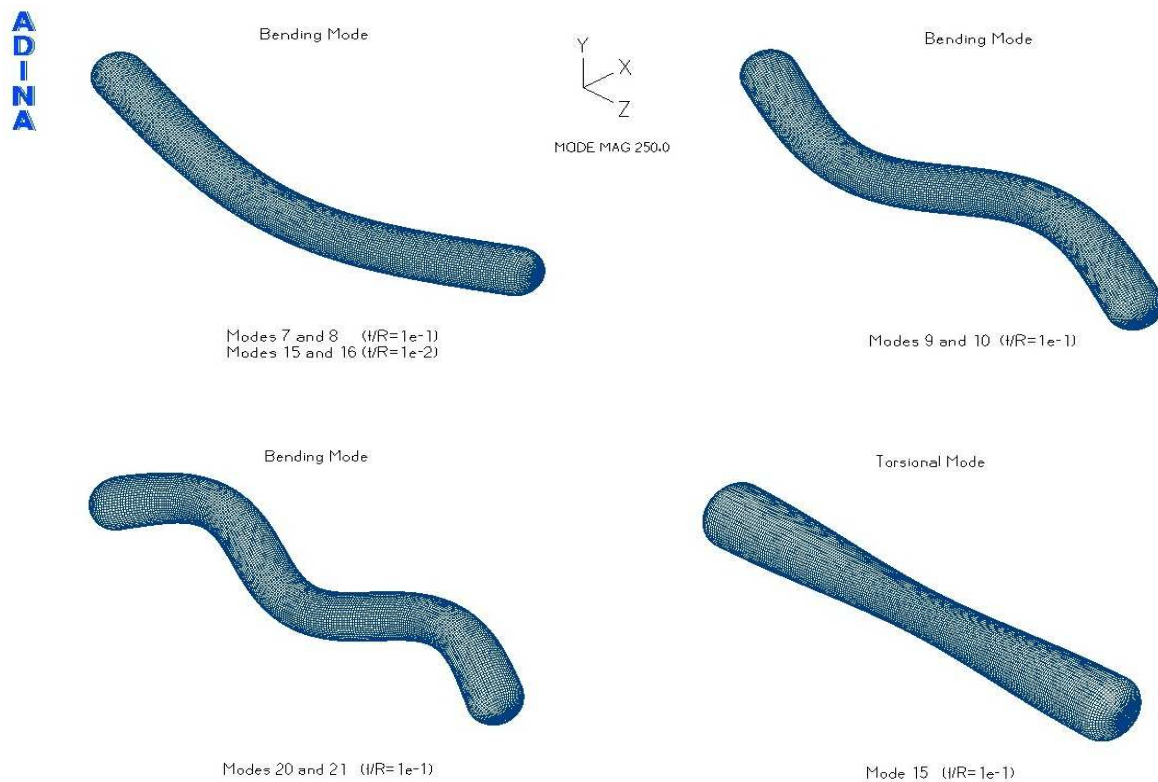 ADINA
Bending Mode
Y
X
Z
MODE MAG 250.0
Bending Mode
Modes 7 and 8 (t/R=1e-1)
Modes 15 and 16 (t/R=1e-2)
Modes 9 and 10 (t/R=1e-1)
Bending Mode
Torsional Mode
Modes 20 and 21 (t/R=1e-1)
Mode 15 (t/R=1e-1)